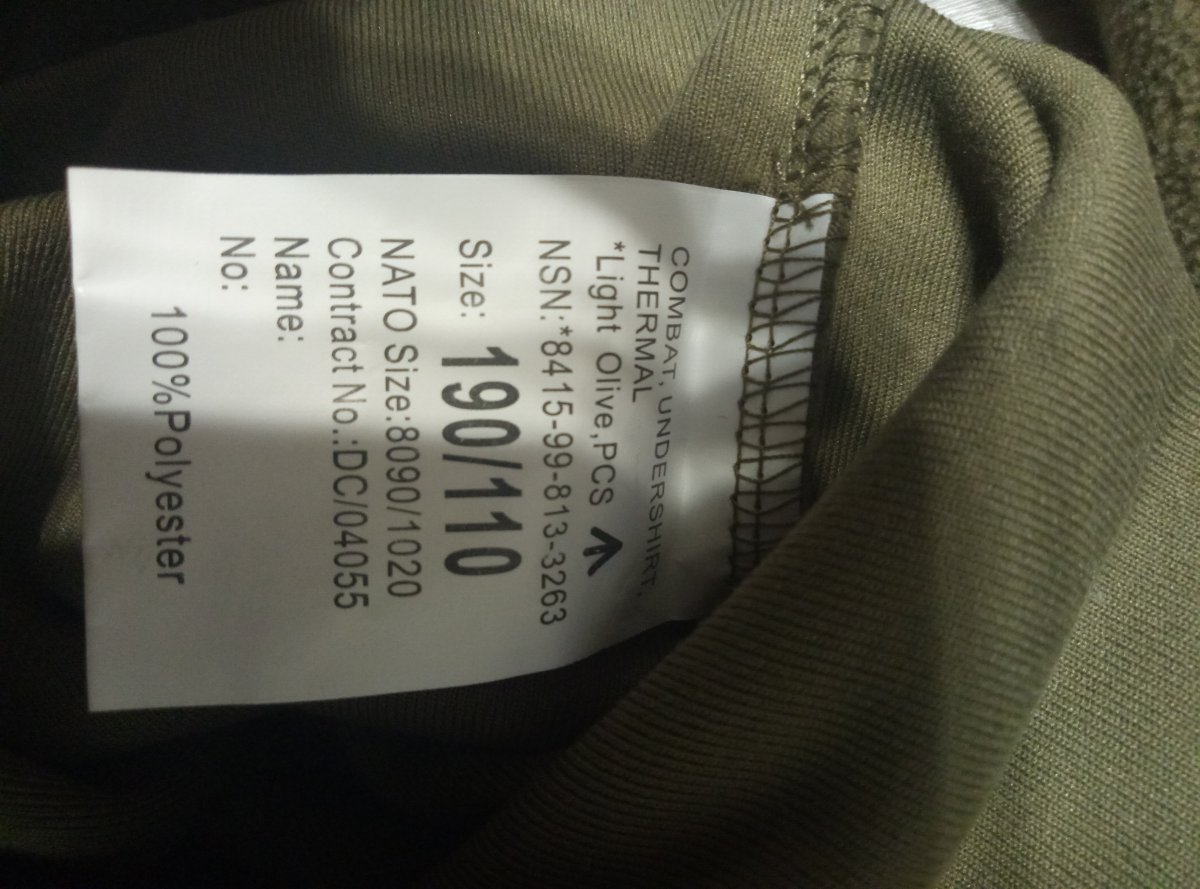 COMBAT, UNDERSHIRT,
THERMAL
*Light Olive,PCS
NSN:*8415-99-813-3263
Size: 190/110
NATO Size:8090/1020
Contract No.:DC/04055
Name:
No:
100%Polyester